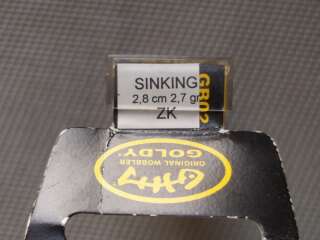 SINKING
2,8 cm 2,7 gr
ZK
GR02
GOLDY
ORIGINAL WOBBLER